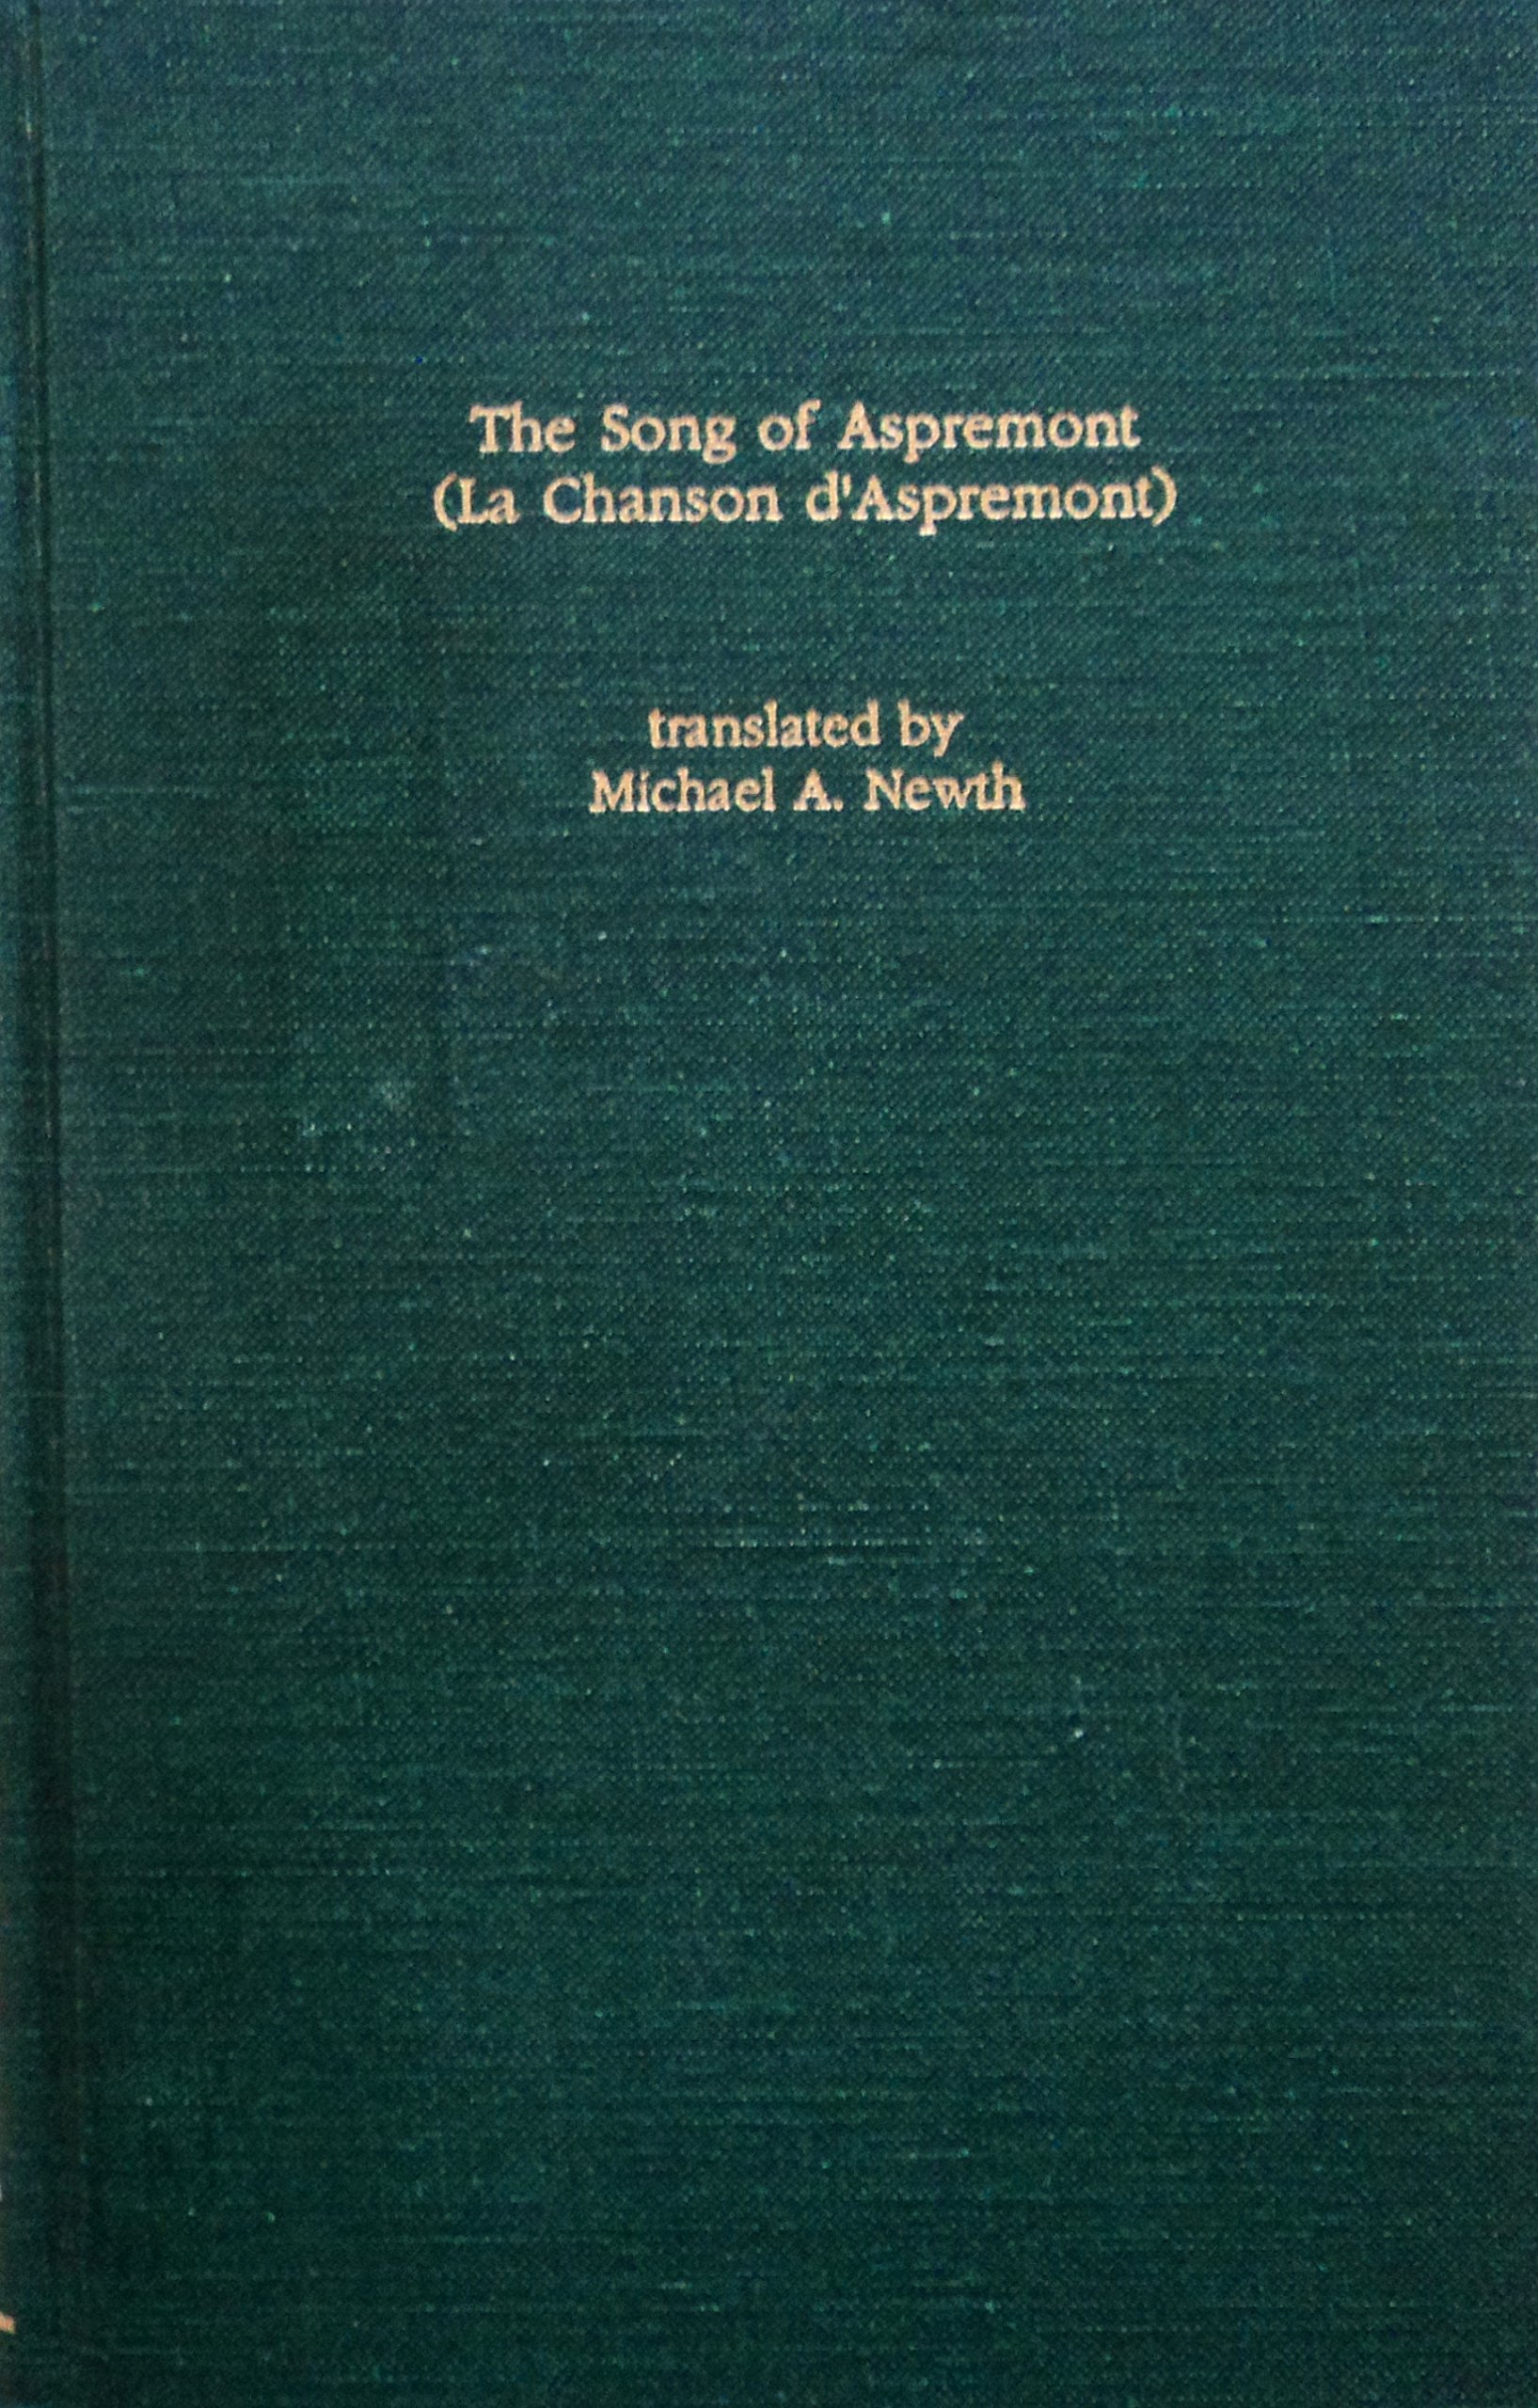 The Song of Aspremont
(La Chanson d'Aspremont)
translated by
Michael A. Newth